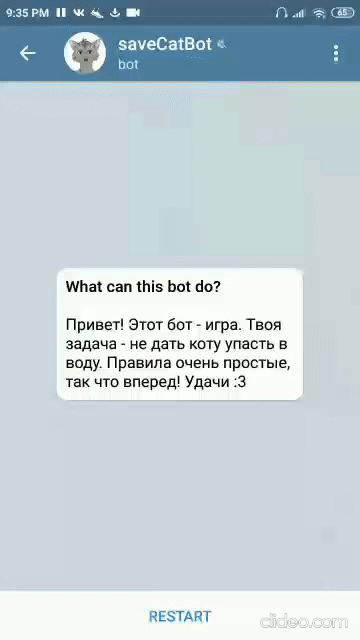 9:35 PM
65
saveCatBot
bot
What can this bot do?
Привет! Этот бот - игра. Твоя
задача - не дать коту упасть в
воду. Правила очень простые,
так что вперед! Удачи :3
RESTART
clideo.com